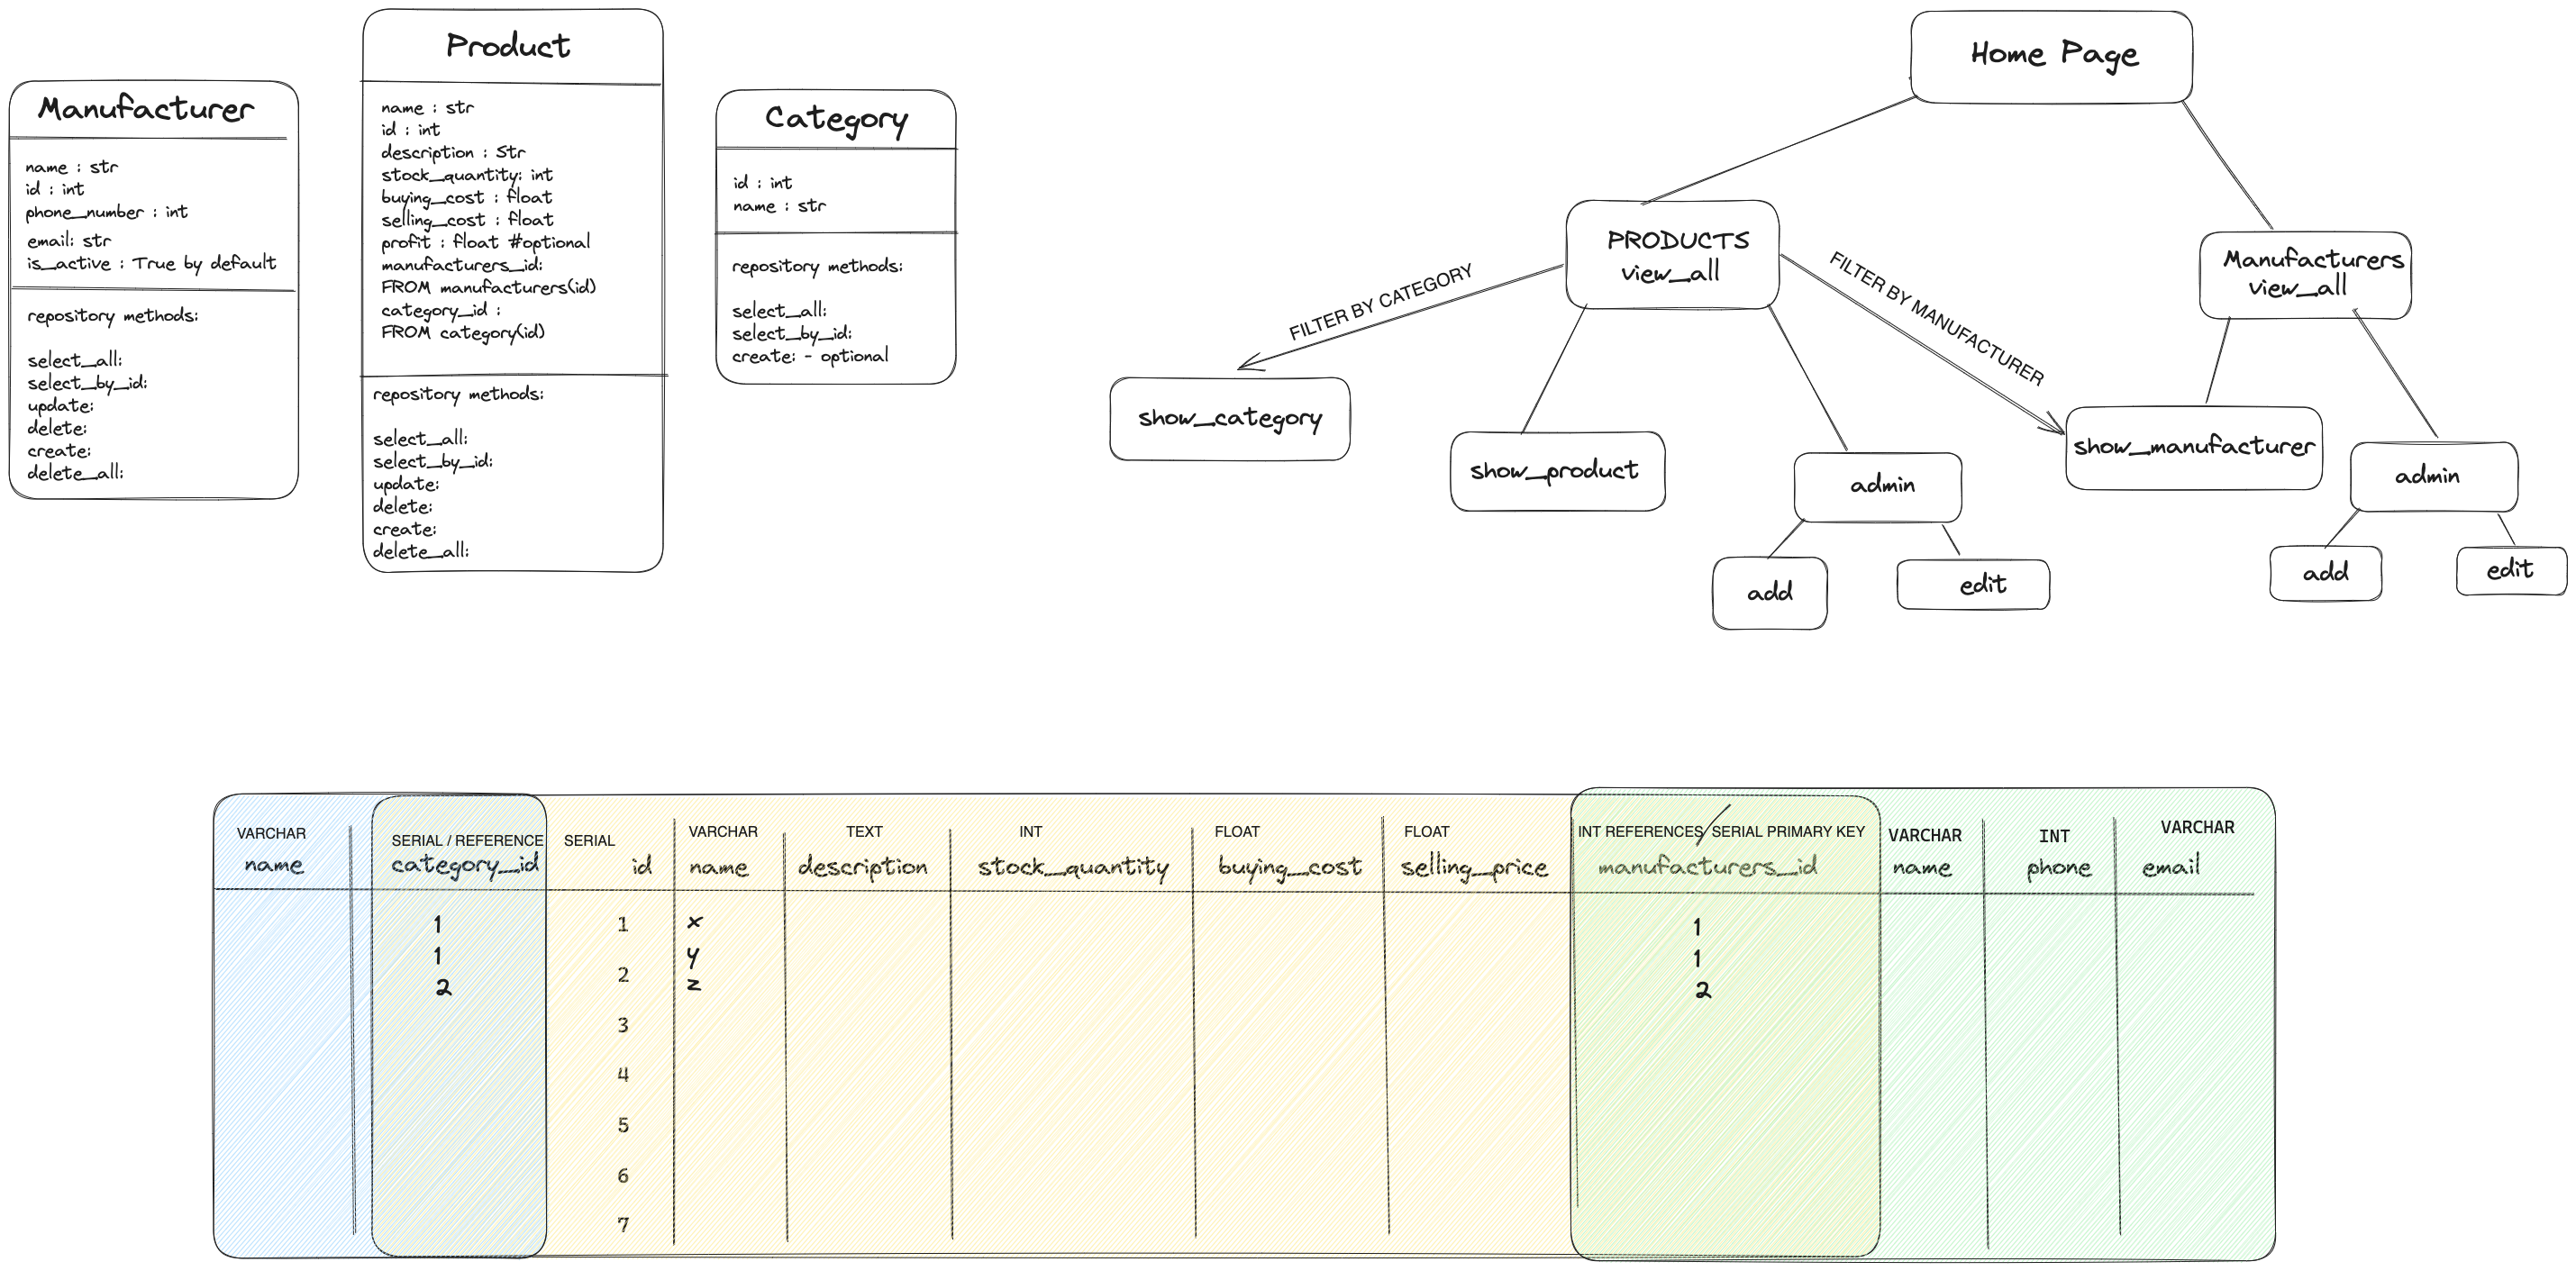 Manufacturer
name : str
id : int
phone_number : int
email: str
is_active : True by default
repository methods:
select_all:
select_by_id:
update:
delete:
create:
delete_all:
Product
name : str
id : int
description : Str
stock_quantity: int
buying_cost : float
selling_cost : float
profit : float #optional
manufacturers_id:
FROM manufacturers(id)
category_id :
FROM category(id)
repository methods:
select_all:
select_by_id:
update:
delete:
create:
delete_all:
Category
id : int
name : str
repository methods:
select_all:
select_by_id:
create: - optional
Home Page
PRODUCTS
view_all
Manufacturers
view_all
FILTER BY CATEGORY
FILTER BY MANUFACTURER
show_category
show_product
admin
add
edit
show_manufacturer
admin
add
edit
VARCHAR SERIAL / REFERENCE SERIAL VARCHAR TEXT INT FLOAT FLOAT INT REFERENCES / SERIAL PRIMARY KEY VARCHAR INT VARCHAR
name category_id id name description stock_quantity buying_cost selling_price manufacturers_id name phone email
1 1 x 1
1 2 y 1
2 3 z 2
4
5
6
7